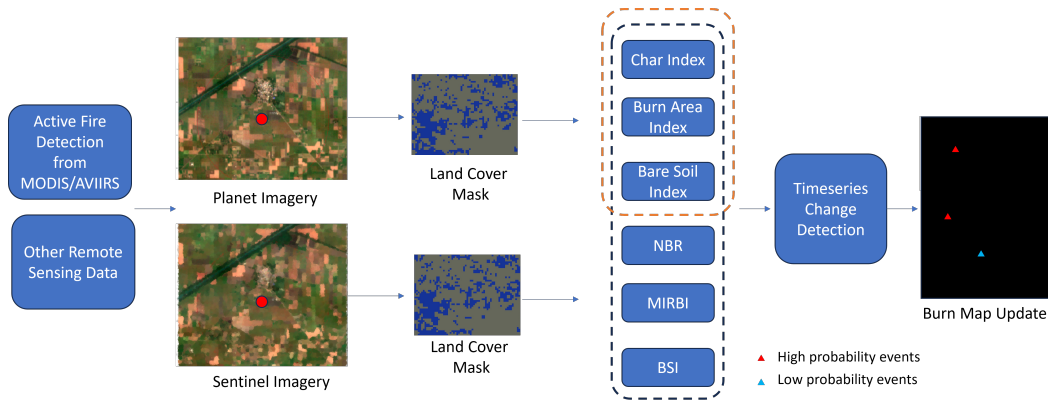 Active Fire
Detection
from
MODIS/AVIIRS
Other Remote
Sensing Data
Planet Imagery
Sentinel Imagery
Land Cover
Mask
Land Cover
Mask
Char Index
Burn Area
Index
Bare Soil
Index
NBR
MIRBI
BSI
Timeseries
Change
Detection
Burn Map Update
High probability events
Low probability events